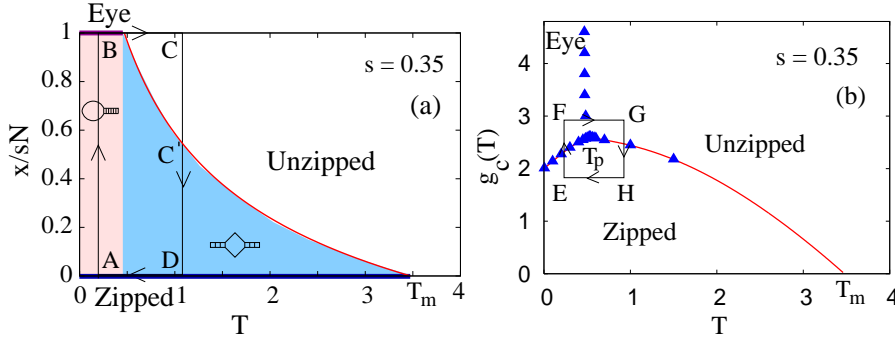 Eye
1
B
C
s = 0.35
(a)
0.8
x/sN
0.6
C'
Unzipped
0.4
0.2
A
D
0
0
Zipped
1
2
3
T_m
4
T
4
Eye
s = 0.35
(b)
3
F
G
g_c(T)
Unzipped
2
T_p
E
H
1
Zipped
0
0
1
2
3
T_m
4
T